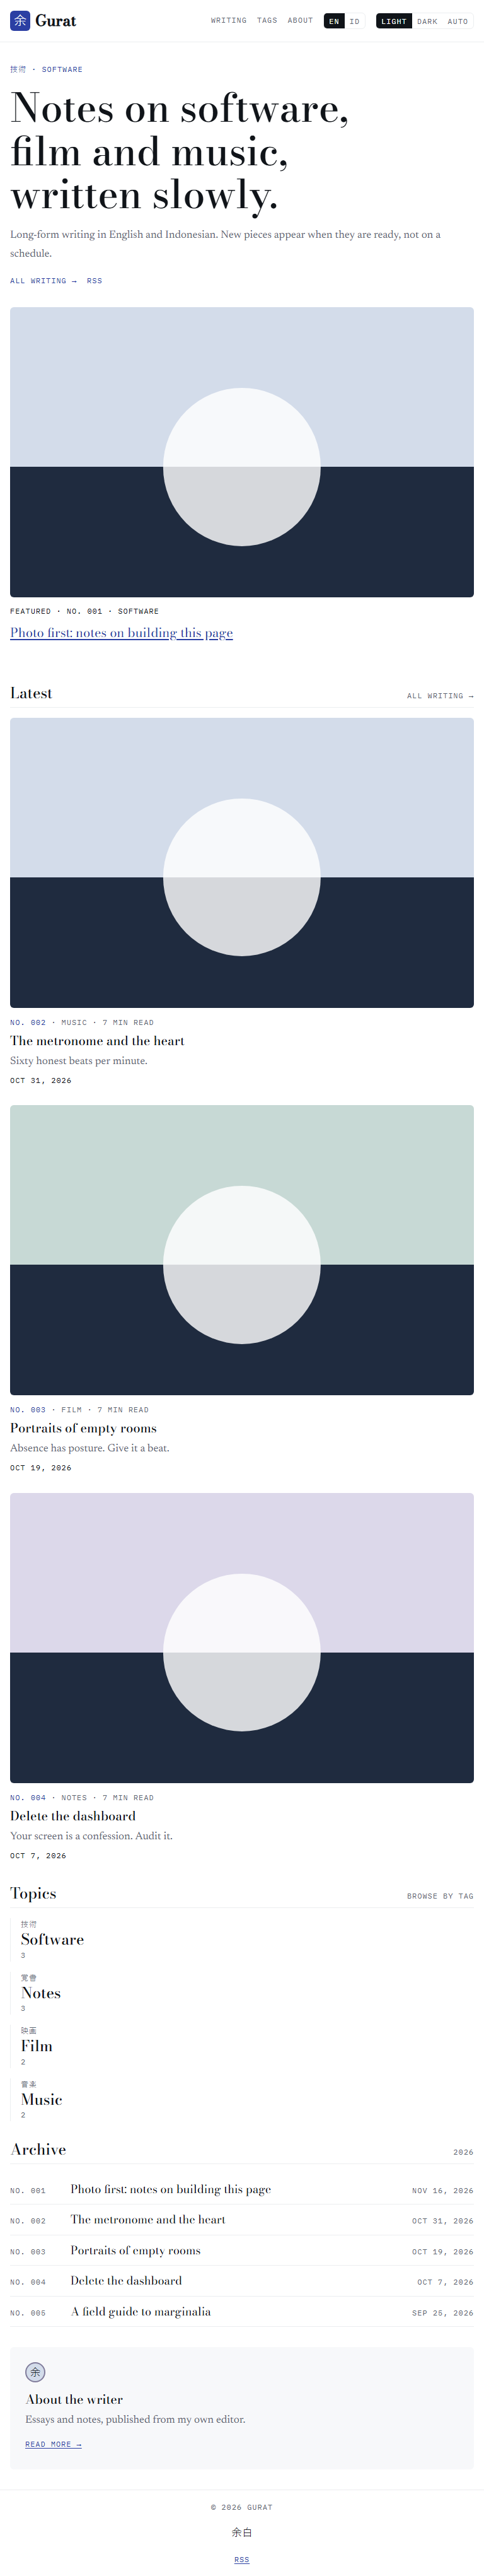 余 Gurat
WRITING TAGS ABOUT EN ID LIGHT DARK AUTO
技術 · SOFTWARE
Notes on software,
film and music,
written slowly.
Long-form writing in English and Indonesian. New pieces appear when they are ready, not on a
schedule.
ALL WRITING → RSS
FEATURED · NO. 001 · SOFTWARE
Photo first: notes on building this page
Latest
ALL WRITING →
NO. 002 · MUSIC · 7 MIN READ
The metronome and the heart
Sixty honest beats per minute.
OCT 31, 2026
NO. 003 · FILM · 7 MIN READ
Portraits of empty rooms
Absence has posture. Give it a beat.
OCT 19, 2026
NO. 004 · NOTES · 7 MIN READ
Delete the dashboard
Your screen is a confession. Audit it.
OCT 7, 2026
Topics
BROWSE BY TAG
技術
Software
3
覚書
Notes
3
映画
Film
2
音楽
Music
2
Archive
2026
NO. 001 Photo first: notes on building this page NOV 16, 2026
NO. 002 The metronome and the heart OCT 31, 2026
NO. 003 Portraits of empty rooms OCT 19, 2026
NO. 004 Delete the dashboard OCT 7, 2026
NO. 005 A field guide to marginalia SEP 25, 2026
余
About the writer
Essays and notes, published from my own editor.
READ MORE →
© 2026 GURAT
余白
RSS